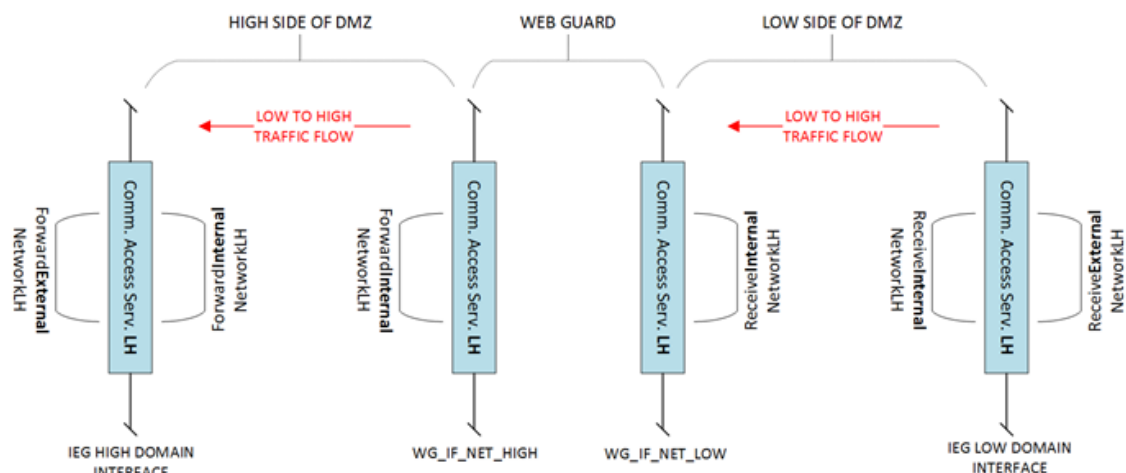 HIGH SIDE OF DMZ
WEB GUARD
LOW SIDE OF DMZ
LOW TO HIGH
TRAFFIC FLOW
LOW TO HIGH
TRAFFIC FLOW
ForwardExternal
NetworkLH
Comm. Access Serv. LH
ForwardInternal
NetworkLH
ForwardInternal
NetworkLH
Comm. Access Serv. LH
Comm. Access Serv. LH
ReceiveInternal
NetworkLH
ReceiveInternal
NetworkLH
Comm. Access Serv. LH
ReceiveExternal
NetworkLH
IEG HIGH DOMAIN
INTERFACE
WG_IF_NET_HIGH
WG_IF_NET_LOW
IEG LOW DOMAIN
INTERFACE